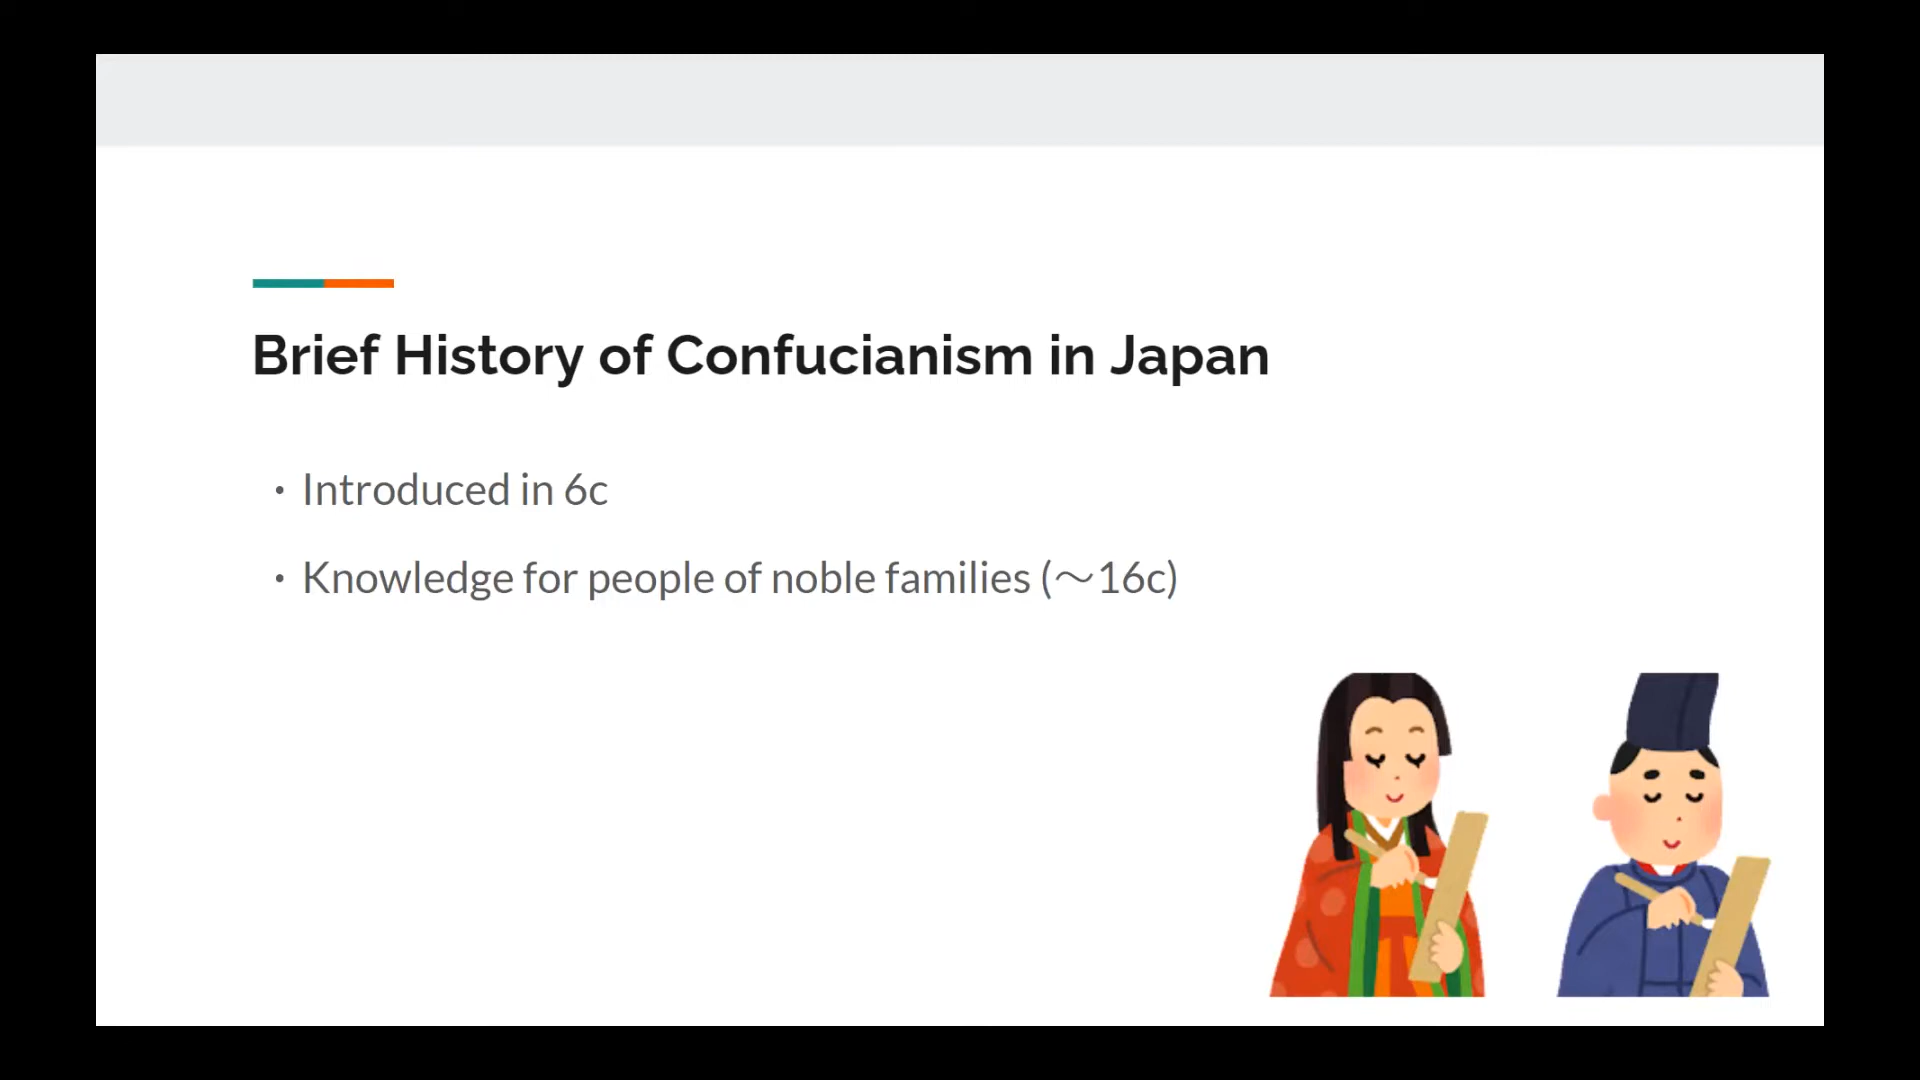 Brief History of Confucianism in Japan
・Introduced in 6c
・Knowledge for people of noble families (～16c)